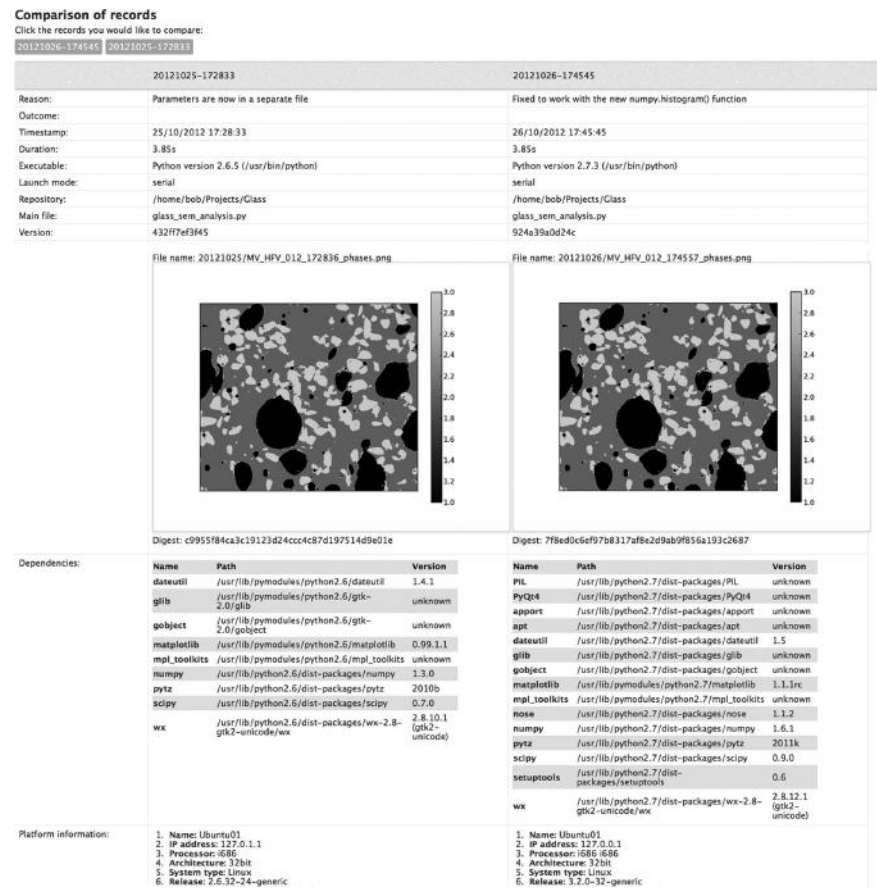 Comparison of records
Click the records you would like to compare:
20121026-174545 20121025-172833
20121025-172833 20121026-174545
Reason: Parameters are now in a separate file Fixed to work with the new numpy.histogram() function
Outcome:
Timestamp: 25/10/2012 17:28:33 26/10/2012 17:45:45
Duration: 3.85s 3.85s
Executable: Python version 2.6.5 (/usr/bin/python) Python version 2.7.3 (/usr/bin/python)
Launch mode: serial serial
Repository: /home/bob/Projects/Glass /home/bob/Projects/Glass
Main file: glass_sem_analysis.py glass_sem_analysis.py
Version: 432ff7ef3f45 924a39a0d24c
File name: 20121025/MV_HFV_012_172836_phases.png File name: 20121026/MV_HFV_012_174557_phases.png
3.0 3.0
2.8 2.8
2.6 2.6
2.4 2.4
2.2 2.2
2.0 2.0
1.8 1.8
1.6 1.6
1.4 1.4
1.2 1.2
1.0 1.0
Digest: c9955f84ca3c19123d24ccc4c87d197514d9e01e Digest: 7f8ed0c6ef97b8317af8e2d9ab9f856a193c2687
Dependencies:
Name Path Version
dateutil /usr/lib/pymodules/python2.6/dateutil 1.4.1
glib /usr/lib/pymodules/python2.6/gtk-
2.0/glib unknown
gobject /usr/lib/pymodules/python2.6/gtk-
2.0/gobject unknown
matplotlib /usr/lib/pymodules/python2.6/matplotlib 0.99.1.1
mpl_toolkits /usr/lib/pymodules/python2.6/mpl_toolkits unknown
numpy /usr/lib/python2.6/dist-packages/numpy 1.3.0
pytz /usr/lib/python2.6/dist-packages/pytz 2010b
scipy /usr/lib/python2.6/dist-packages/scipy 0.7.0
wx /usr/lib/python2.6/dist-packages/wx-2.8-
gtk2-unicode/wx 2.8.10.1
(gtk2-
unicode)
Name Path Version
PIL /usr/lib/python2.7/dist-packages/PIL unknown
PyQt4 /usr/lib/python2.7/dist-packages/PyQt4 unknown
apport /usr/lib/python2.7/dist-packages/apport unknown
apt /usr/lib/python2.7/dist-packages/apt unknown
dateutil /usr/lib/python2.7/dist-packages/dateutil 1.5
glib /usr/lib/python2.7/dist-packages/glib unknown
gobject /usr/lib/python2.7/dist-packages/gobject unknown
matplotlib /usr/lib/pymodules/python2.7/matplotlib 1.1.1rc
mpl_toolkits /usr/lib/pymodules/python2.7/mpl_toolkits unknown
nose /usr/lib/python2.7/dist-packages/nose 1.1.2
numpy /usr/lib/python2.7/dist-packages/numpy 1.6.1
pytz /usr/lib/python2.7/dist-packages/pytz 2011k
scipy /usr/lib/python2.7/dist-packages/scipy 0.9.0
setuptools /usr/lib/python2.7/dist-
packages/setuptools 0.6
wx /usr/lib/python2.7/dist-packages/wx-2.8-
gtk2-unicode/wx 2.8.12.1
(gtk2-
unicode)
Platform information:
1. Name: Ubuntu01
2. IP address: 127.0.1.1
3. Processor: i686
4. Architecture: 32bit
5. System type: Linux
6. Release: 2.6.32-24-generic
1. Name: Ubuntu01
2. IP address: 127.0.0.1
3. Processor: i686 i686
4. Architecture: 32bit
5. System type: Linux
6. Release: 3.2.0-32-generic